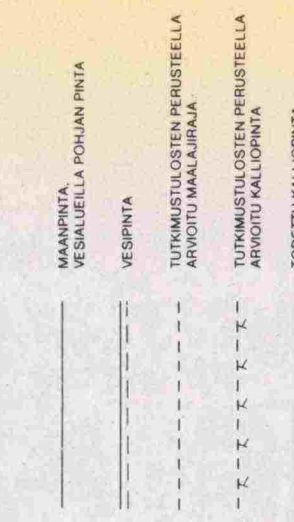 MAANPINTA,
VESIALUEILLA POHJAN PINTA
VESIPINTA
TUTKIMUSTULOSTEN PERUSTEELLA
ARVIOITU MAALAJIRAJA
TUTKIMUSTULOSTEN PERUSTEELLA
ARVIOITU KALLIOPINTA